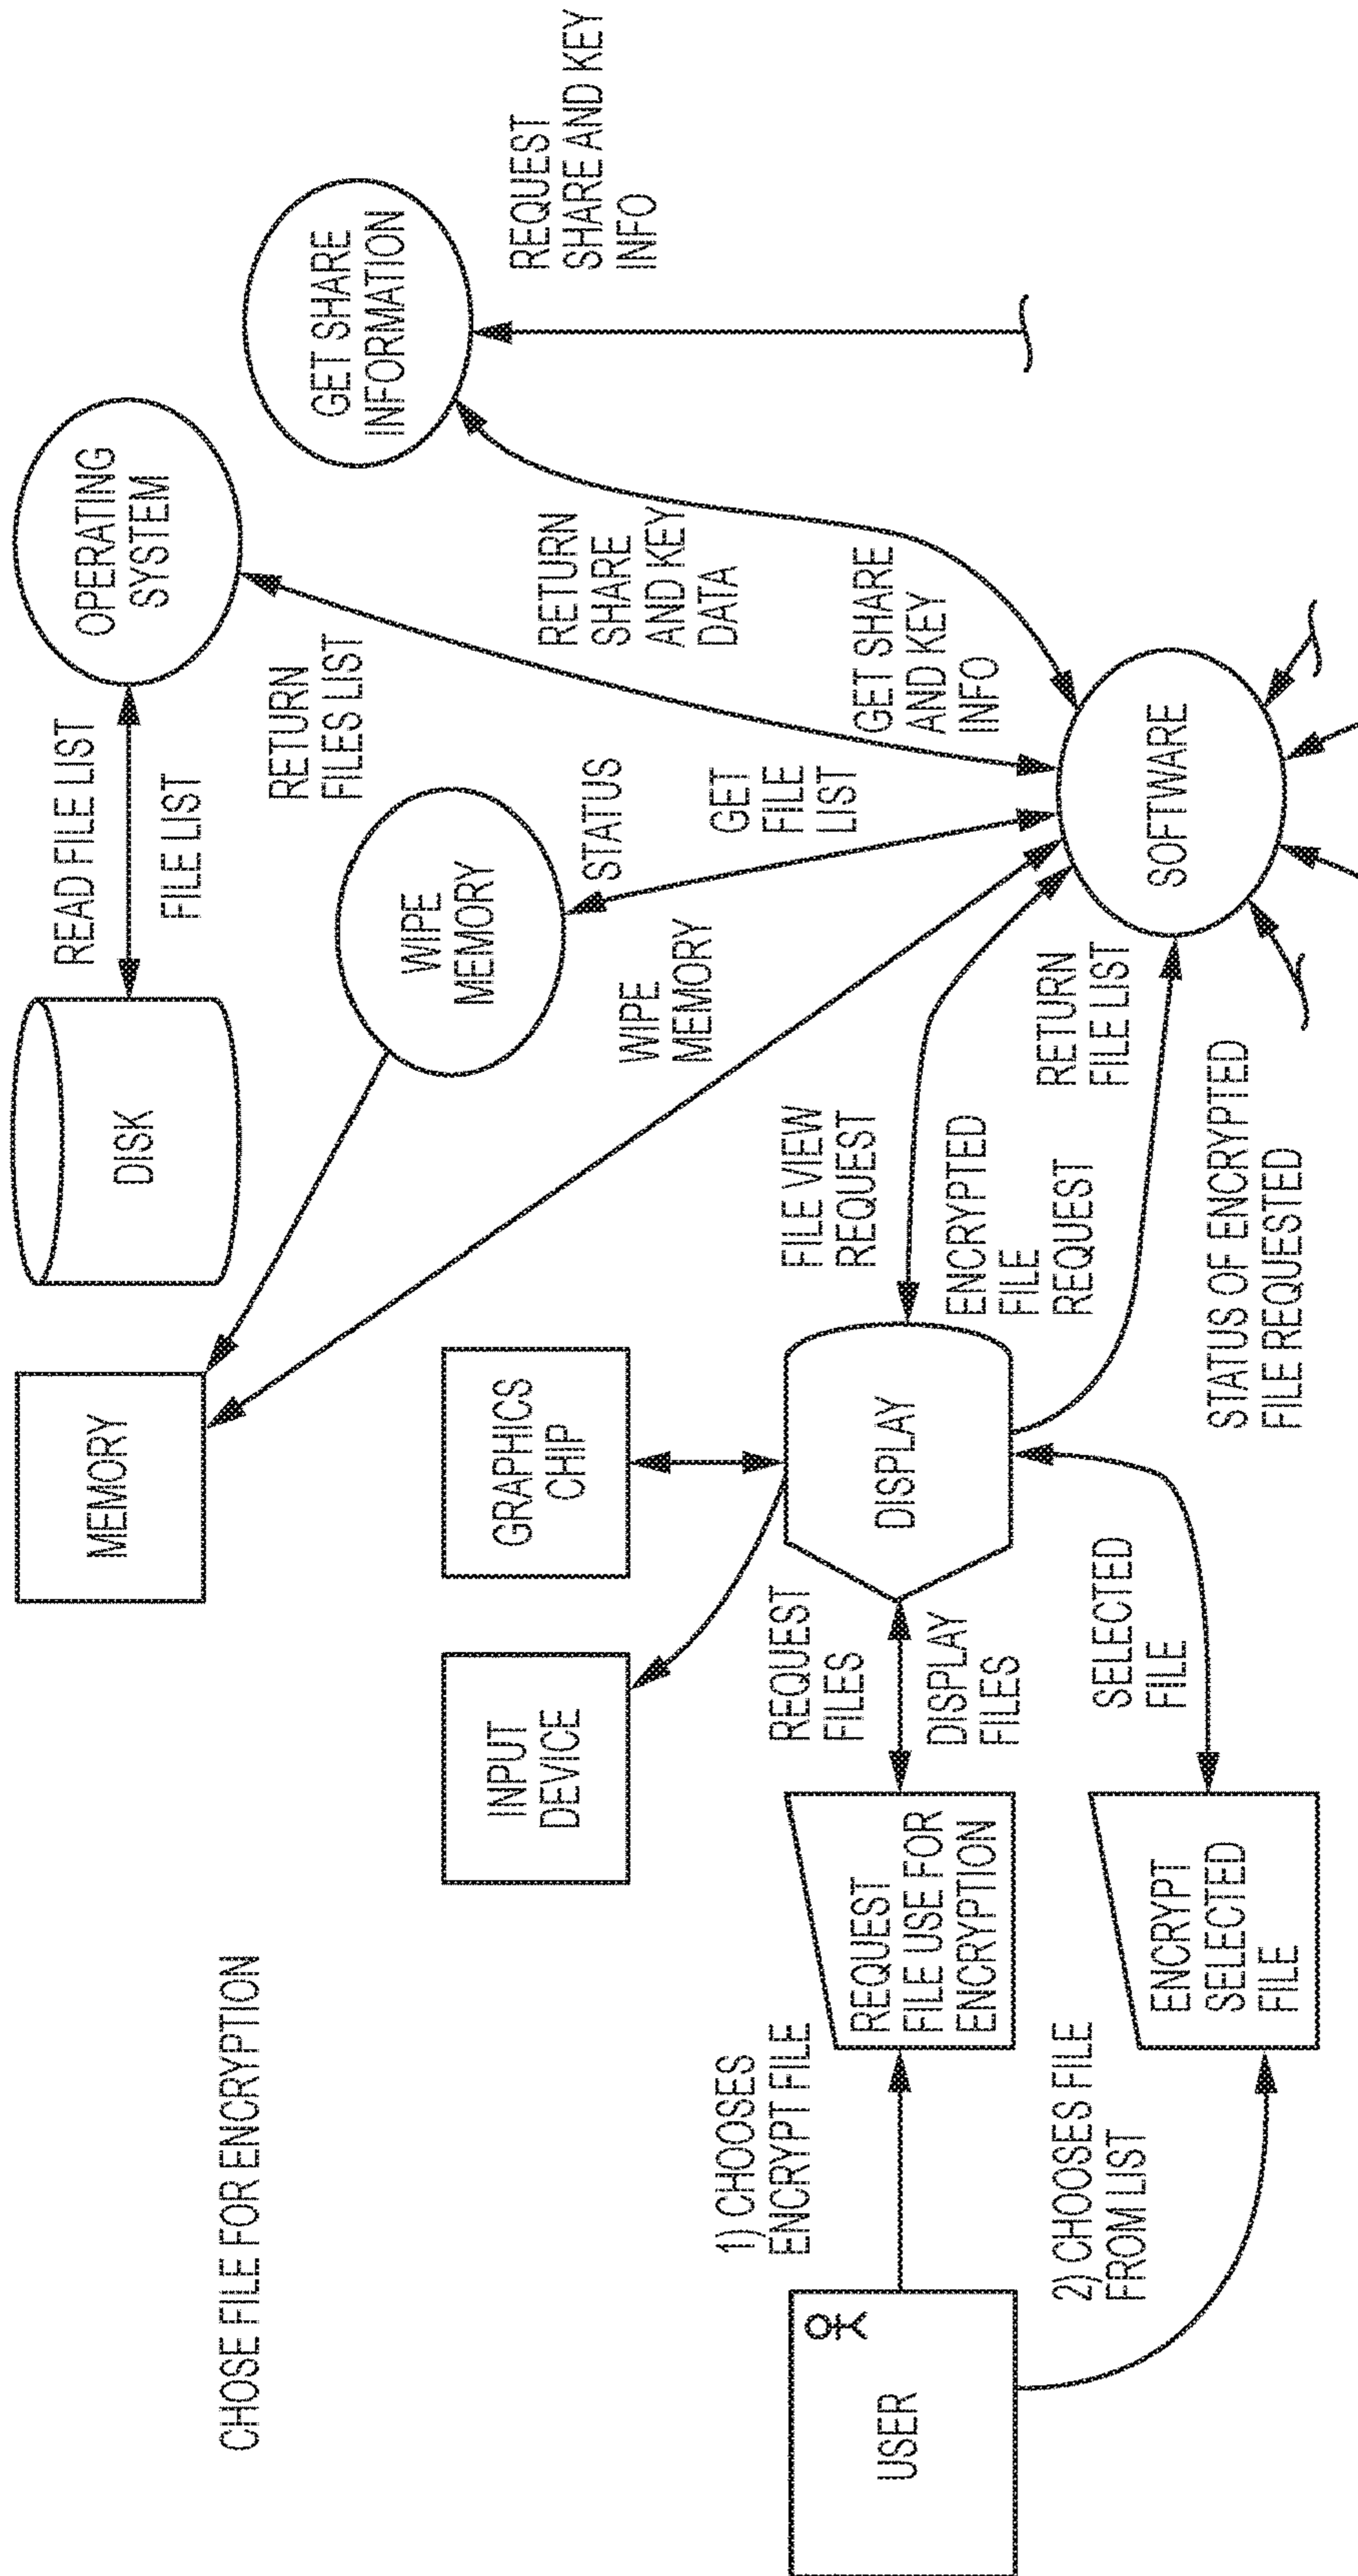 CHOSE FILE FOR ENCRYPTION
MEMORY
DISK
READ FILE LIST
FILE LIST
OPERATING
SYSTEM
RETURN
FILES LIST
WIPE
MEMORY
STATUS
WIPE
MEMORY
GET
FILE
LIST
RETURN
SHARE
AND KEY
DATA
GET SHARE
INFORMATION
REQUEST
SHARE AND KEY
INFO
GET SHARE
AND KEY
INFO
INPUT
DEVICE
GRAPHICS
CHIP
FILE VIEW
REQUEST
ENCRYPTED
FILE
REQUEST
RETURN
FILE LIST
SOFTWARE
USER
1) CHOOSES
ENCRYPT FILE
REQUEST
FILE USE FOR
ENCRYPTION
REQUEST
FILES
DISPLAY
FILES
DISPLAY
2) CHOOSES FILE
FROM LIST
ENCRYPT
SELECTED
FILE
SELECTED
FILE
STATUS OF ENCRYPTED
FILE REQUESTED